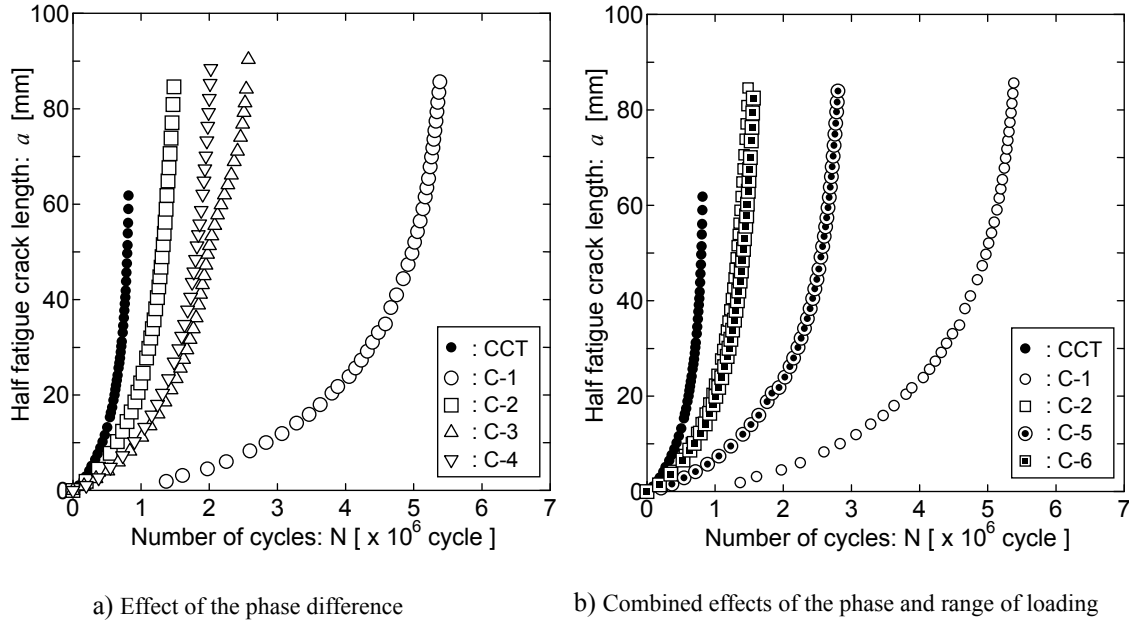 100
80
60
40
20
0
Half fatigue crack length: a [mm]
0 1 2 3 4 5 6 7
Number of cycles: N [ x 10^6 cycle ]
: CCT
: C-1
: C-2
: C-3
: C-4
a) Effect of the phase difference
100
80
60
40
20
0
Half fatigue crack length: a [mm]
0 1 2 3 4 5 6 7
Number of cycles: N [ x 10^6 cycle ]
: CCT
: C-1
: C-2
: C-5
: C-6
b) Combined effects of the phase and range of loading